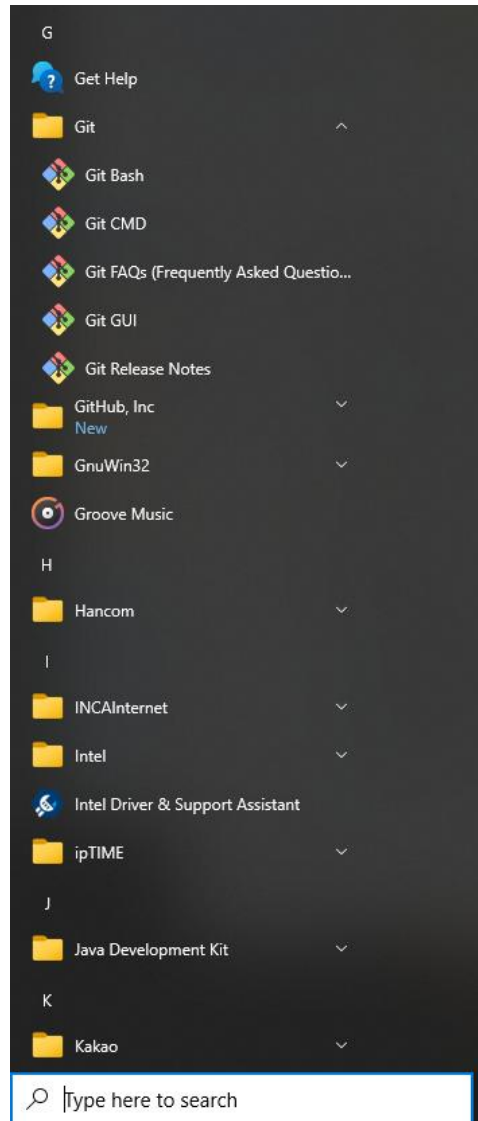 G
Get Help
Git
Git Bash
Git CMD
Git FAQs (Frequently Asked Questio...
Git GUI
Git Release Notes
GitHub, Inc
New
GnuWin32
Groove Music
H
Hancom
I
INCAInternet
Intel
Intel Driver & Support Assistant
ipTIME
J
Java Development Kit
K
Kakao
Type here to search